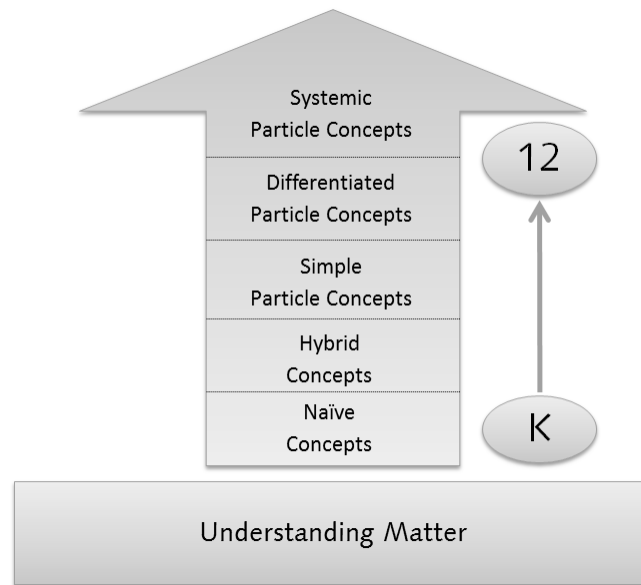 Systemic
Particle Concepts
12
Differentiated
Particle Concepts
Simple
Particle Concepts
Hybrid
Concepts
Naïve
Concepts
K
Understanding Matter